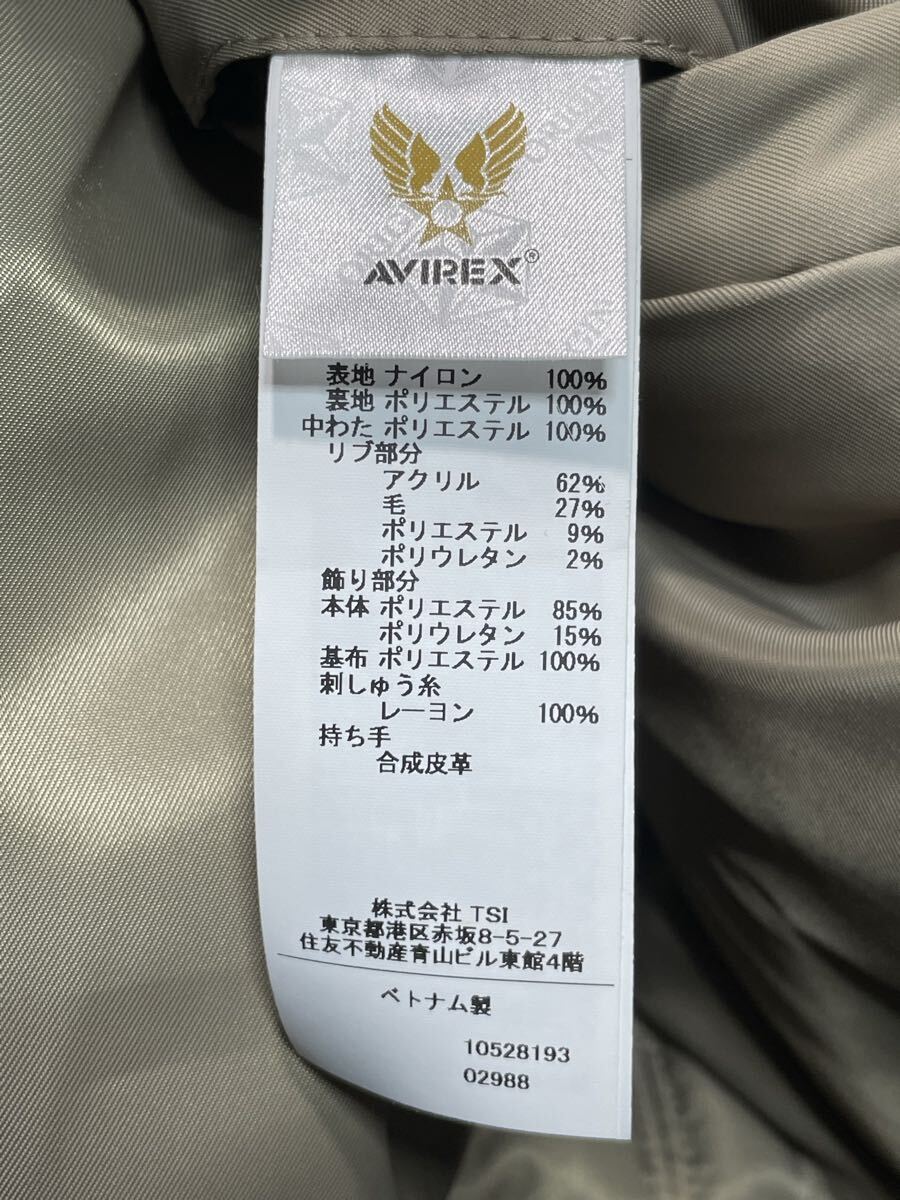 AVIREX®
表地 ナイロン 100%
裏地 ポリエステル 100%
中わた ポリエステル 100%
リブ部分
アクリル 62%
毛 27%
ポリエステル 9%
ポリウレタン 2%
飾り部分
本体 ポリエステル 85%
ポリウレタン 15%
基布 ポリエステル 100%
刺しゅう糸
レーヨン 100%
持ち手
合成皮革
株式会社 TSI
東京都港区赤坂8-5-27
住友不動産青山ビル東館4階
ベトナム製
10528193
02988